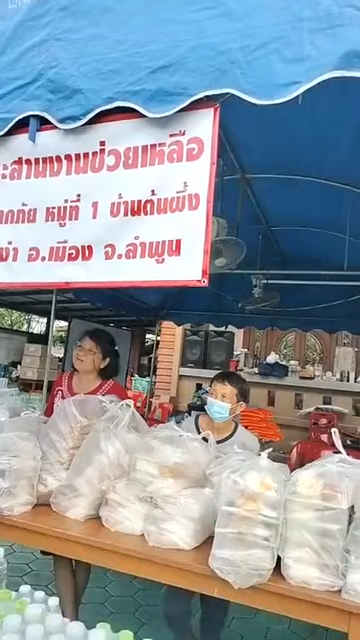 ะสานงานช่วยเหลือ
ทกภัย หมู่ที่ 1 บ้านต้นผึ้ง
ง๋ำ อ.เมือง จ.ลำพูน